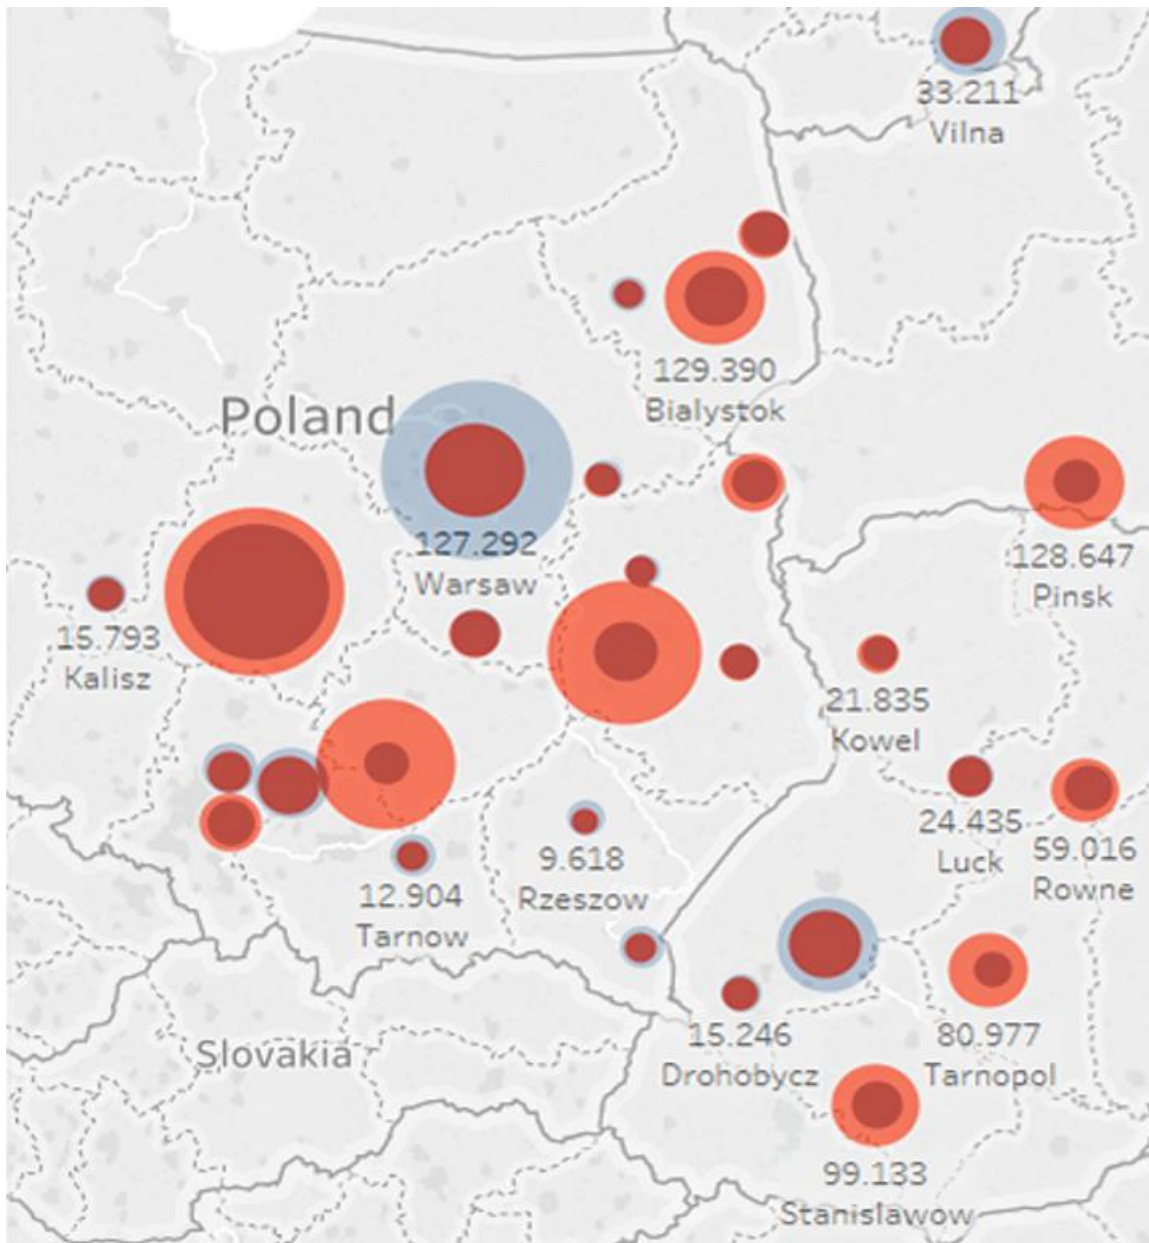 33.211
Vilna
129.390
Bialystok
Poland
127.292
Warsaw
128.647
Pinsk
15.793
Kalisz
21.835
Kowel
24.435
Luck
59.016
Rowne
9.618
Rzeszow
12.904
Tarnow
15.246
Drohobycz
80.977
Tarnopol
Slovakia
99.133
Stanislawow